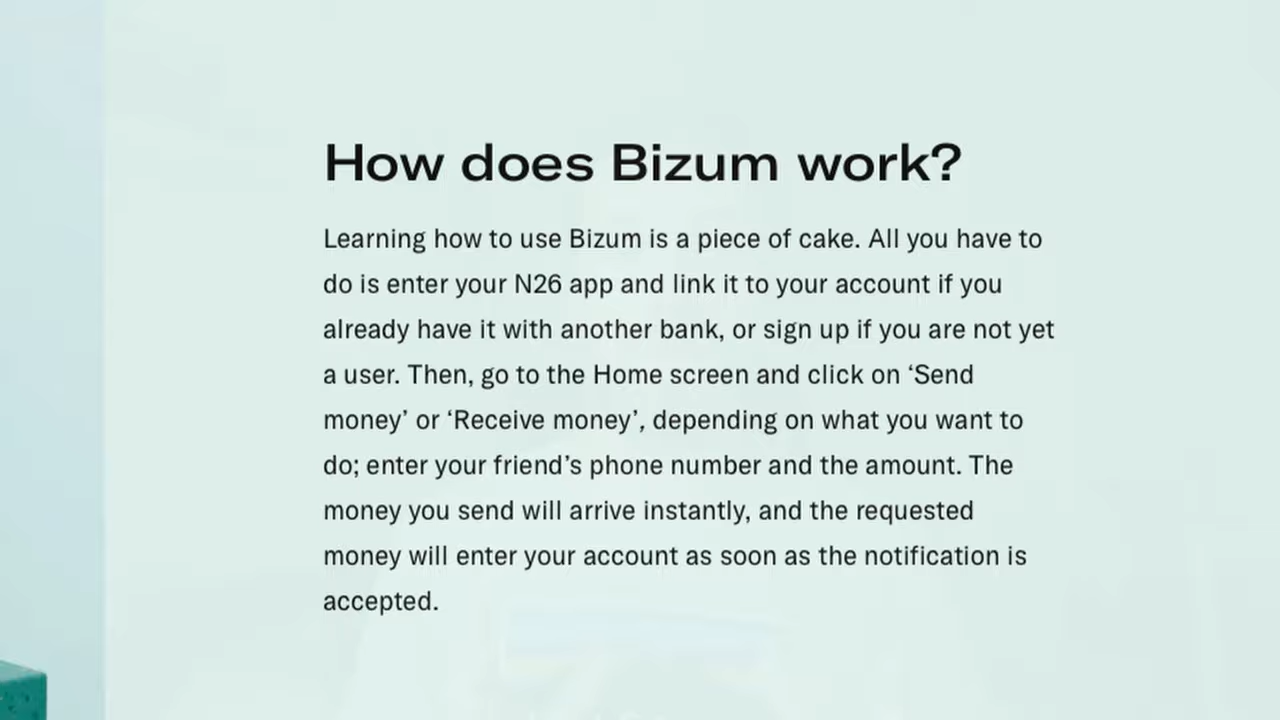 How does Bizum work?
Learning how to use Bizum is a piece of cake. All you have to
do is enter your N26 app and link it to your account if you
already have it with another bank, or sign up if you are not yet
a user. Then, go to the Home screen and click on ‘Send
money’ or ‘Receive money’, depending on what you want to
do; enter your friend’s phone number and the amount. The
money you send will arrive instantly, and the requested
money will enter your account as soon as the notification is
accepted.